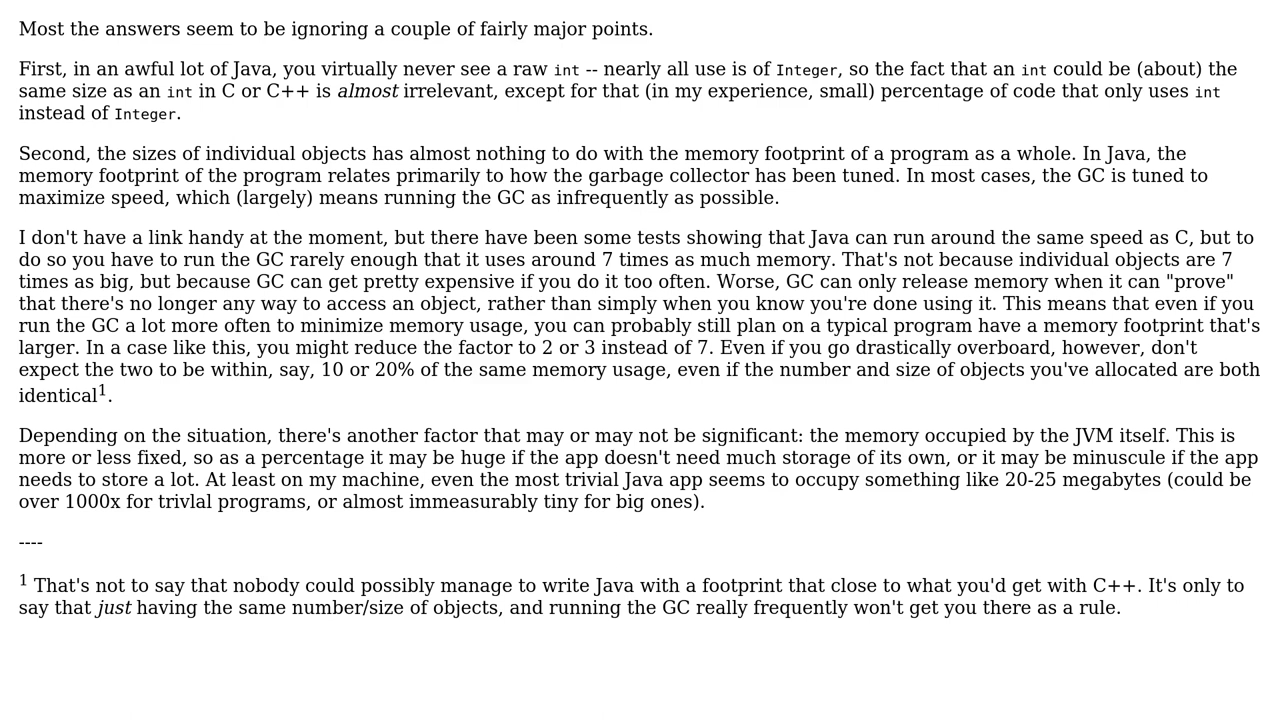 Most the answers seem to be ignoring a couple of fairly major points.
First, in an awful lot of Java, you virtually never see a raw int -- nearly all use is of Integer, so the fact that an int could be (about) the
same size as an int in C or C++ is almost irrelevant, except for that (in my experience, small) percentage of code that only uses int
instead of Integer.
Second, the sizes of individual objects has almost nothing to do with the memory footprint of a program as a whole. In Java, the
memory footprint of the program relates primarily to how the garbage collector has been tuned. In most cases, the GC is tuned to
maximize speed, which (largely) means running the GC as infrequently as possible.
I don't have a link handy at the moment, but there have been some tests showing that Java can run around the same speed as C, but to
do so you have to run the GC rarely enough that it uses around 7 times as much memory. That's not because individual objects are 7
times as big, but because GC can get pretty expensive if you do it too often. Worse, GC can only release memory when it can "prove"
that there's no longer any way to access an object, rather than simply when you know you're done using it. This means that even if you
run the GC a lot more often to minimize memory usage, you can probably still plan on a typical program have a memory footprint that's
larger. In a case like this, you might reduce the factor to 2 or 3 instead of 7. Even if you go drastically overboard, however, don't
expect the two to be within, say, 10 or 20% of the same memory usage, even if the number and size of objects you've allocated are both
identical1.
Depending on the situation, there's another factor that may or may not be significant: the memory occupied by the JVM itself. This is
more or less fixed, so as a percentage it may be huge if the app doesn't need much storage of its own, or it may be minuscule if the app
needs to store a lot. At least on my machine, even the most trivial Java app seems to occupy something like 20-25 megabytes (could be
over 1000x for trivlal programs, or almost immeasurably tiny for big ones).
----
1 That's not to say that nobody could possibly manage to write Java with a footprint that close to what you'd get with C++. It's only to
say that just having the same number/size of objects, and running the GC really frequently won't get you there as a rule.